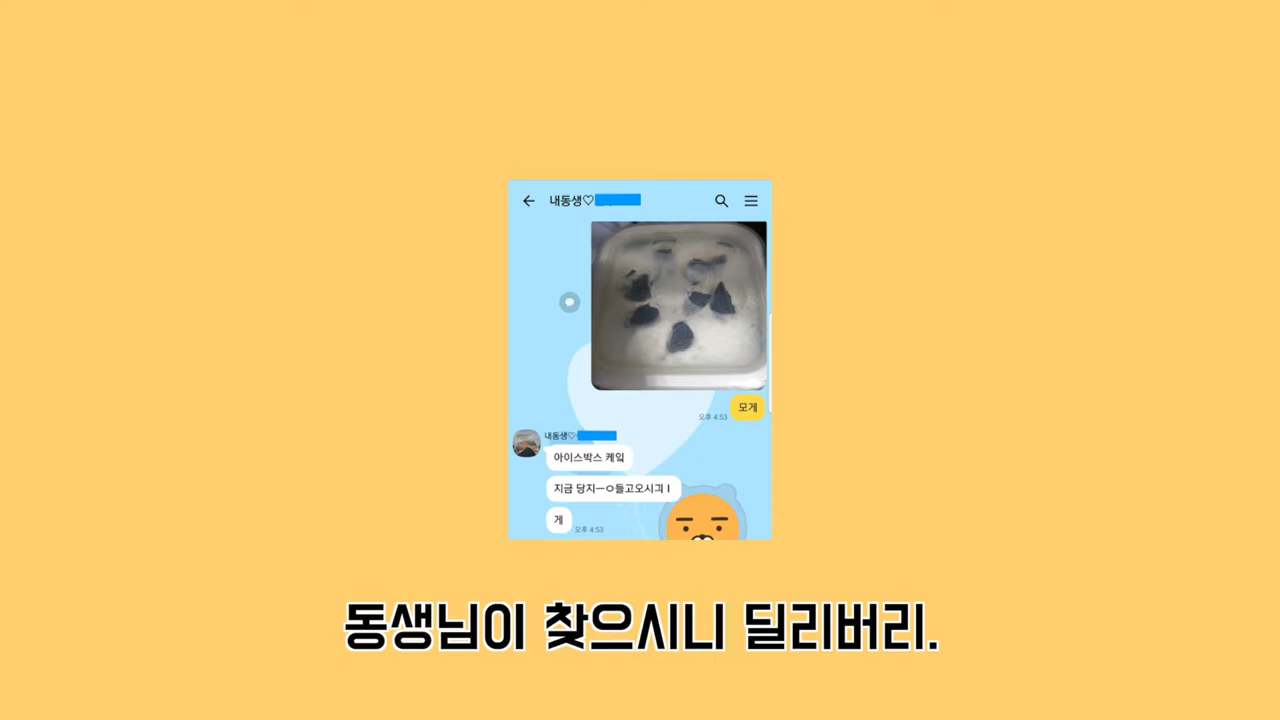 내동생♡
모게
오후 4:53
내동생♡
아이스박스 케잌
지금 당지ㅡㅇ들고오시긔ㅣ
게
오후 4:53
동생님이 찾으시니 딜리버리.